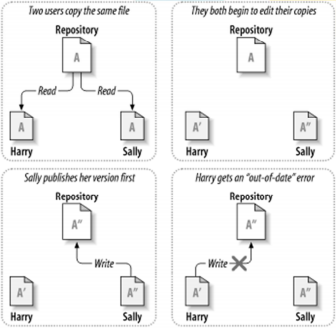 Two users copy the same file
Repository
A
Read
Read
A
A
Harry
Sally
They both begin to edit their copies
Repository
A
A'
A"
Harry
Sally
Sally publishes her version first
Repository
A"
Write
A'
A"
Harry
Sally
Harry gets an "out-of-date" error
Repository
A"
Write
A'
A"
Harry
Sally